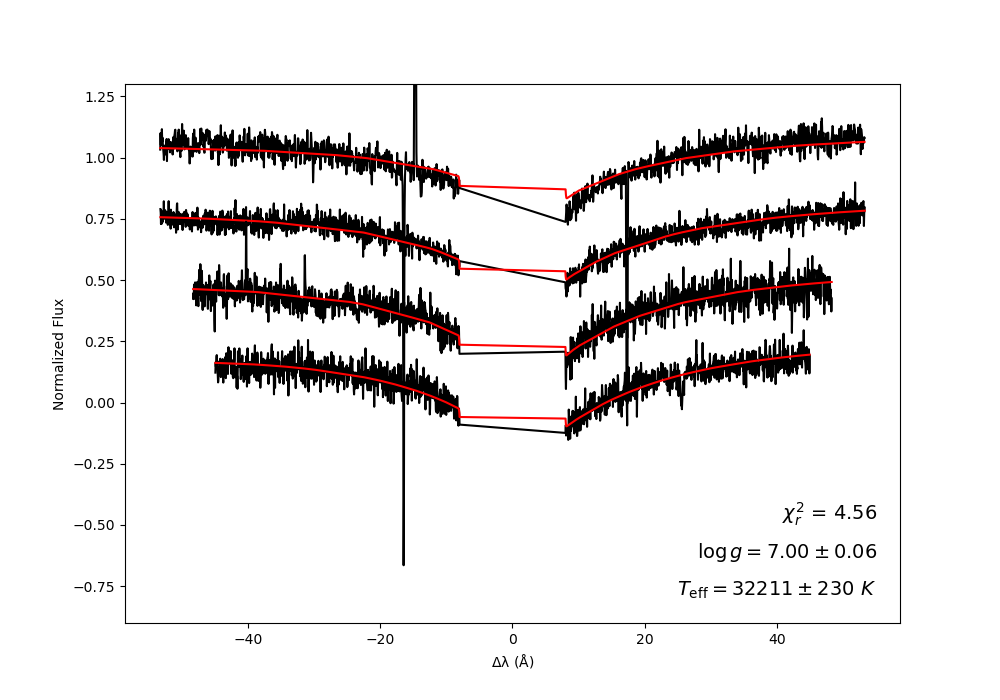 1.25
1.00
0.75
0.50
0.25
0.00
−0.25
−0.50
−0.75
Normalized Flux
χ²ᵣ = 4.56
log g = 7.00 ± 0.06
T_eff = 32211 ± 230 K
−40 −20 0 20 40
Δλ (Å)